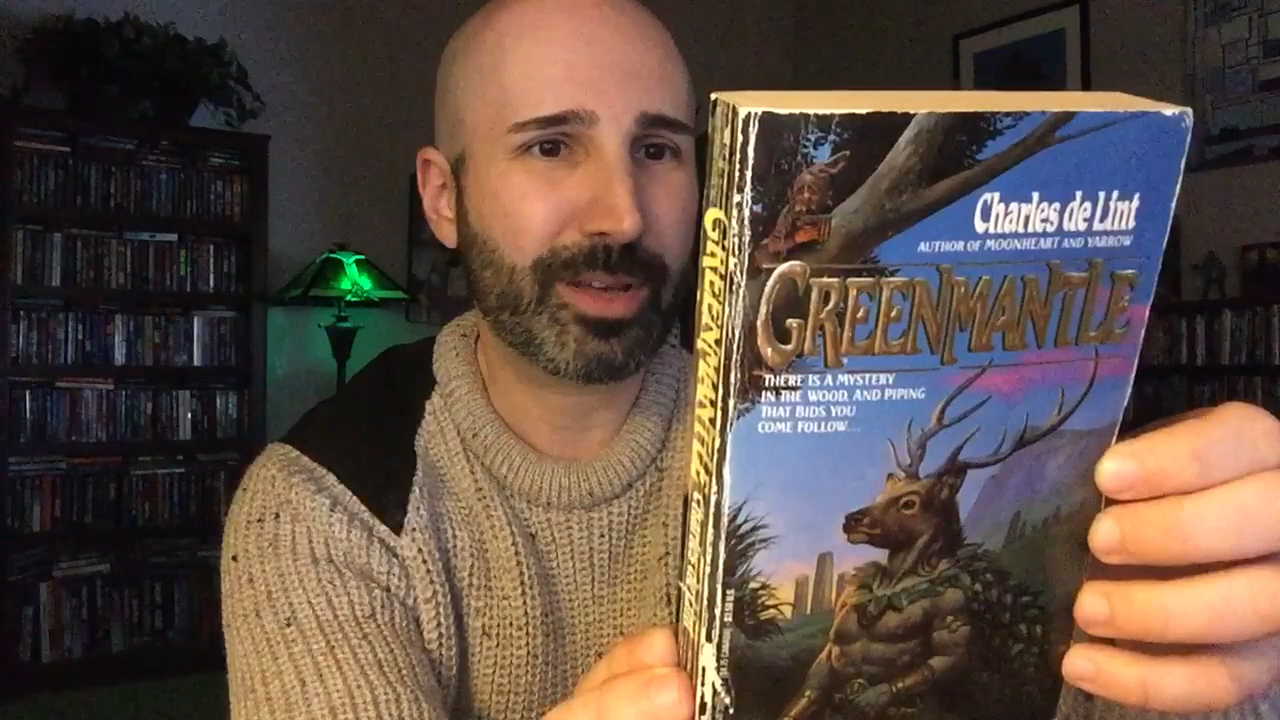 Charles de Lint
AUTHOR OF MOONHEART AND YARROW
GREENMANTLE
THERE IS A MYSTERY
IN THE WOOD, AND PIPING
THAT BIDS YOU
COME FOLLOW...
GREENMANTLE